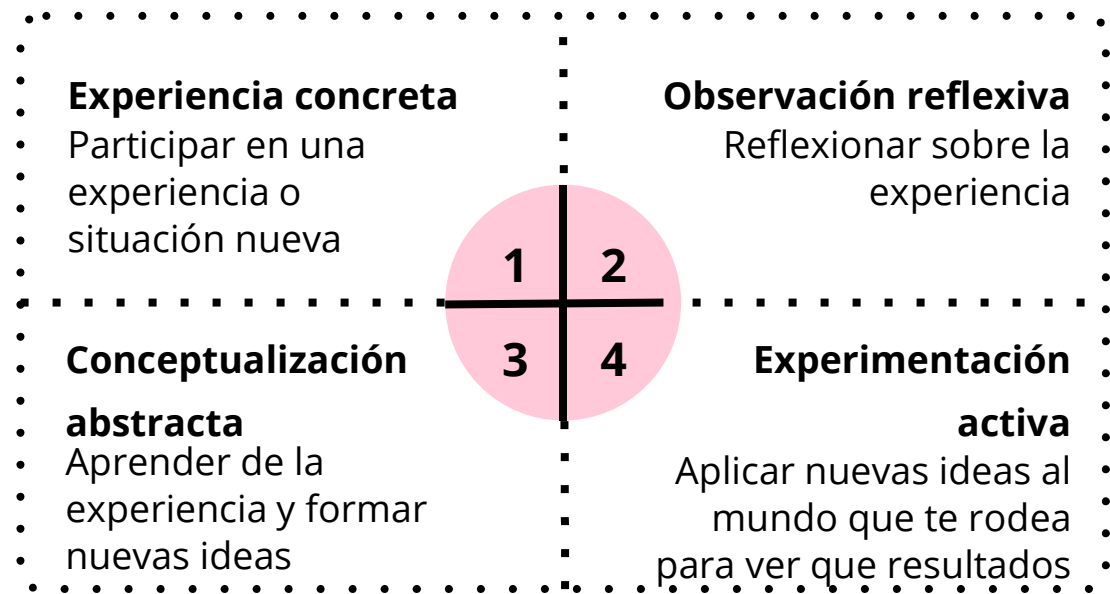 Experiencia concreta
Participar en una
experiencia o
situación nueva
Observación reflexiva
Reflexionar sobre la
experiencia
1
2
3
4
Conceptualización
abstracta
Aprender de la
experiencia y formar
nuevas ideas
Experimentación
activa
Aplicar nuevas ideas al
mundo que te rodea
para ver que resultados